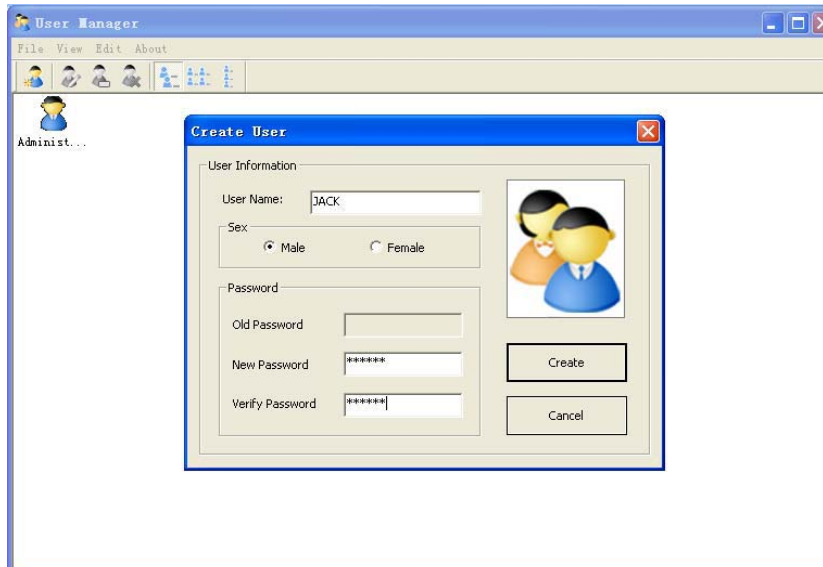 User Manager
File View Edit About
Administ...
Create User
User Information
User Name: JACK
Sex
Male Female
Password
Old Password
New Password ******
Verify Password ******
Create
Cancel